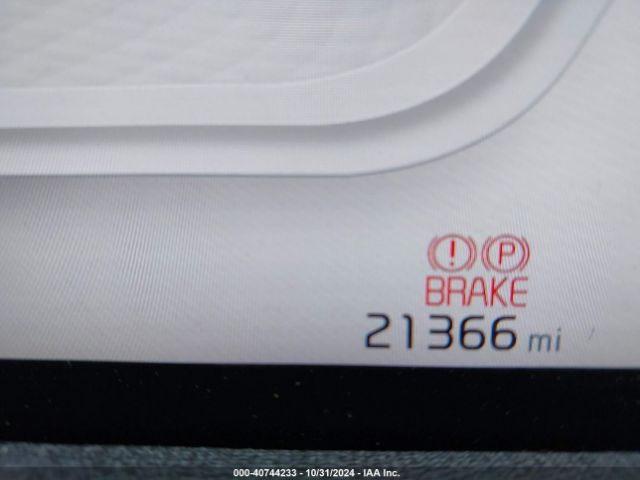 ! P
BRAKE
21366 mi
000-40744233 - 10/31/2024 - IAA Inc.